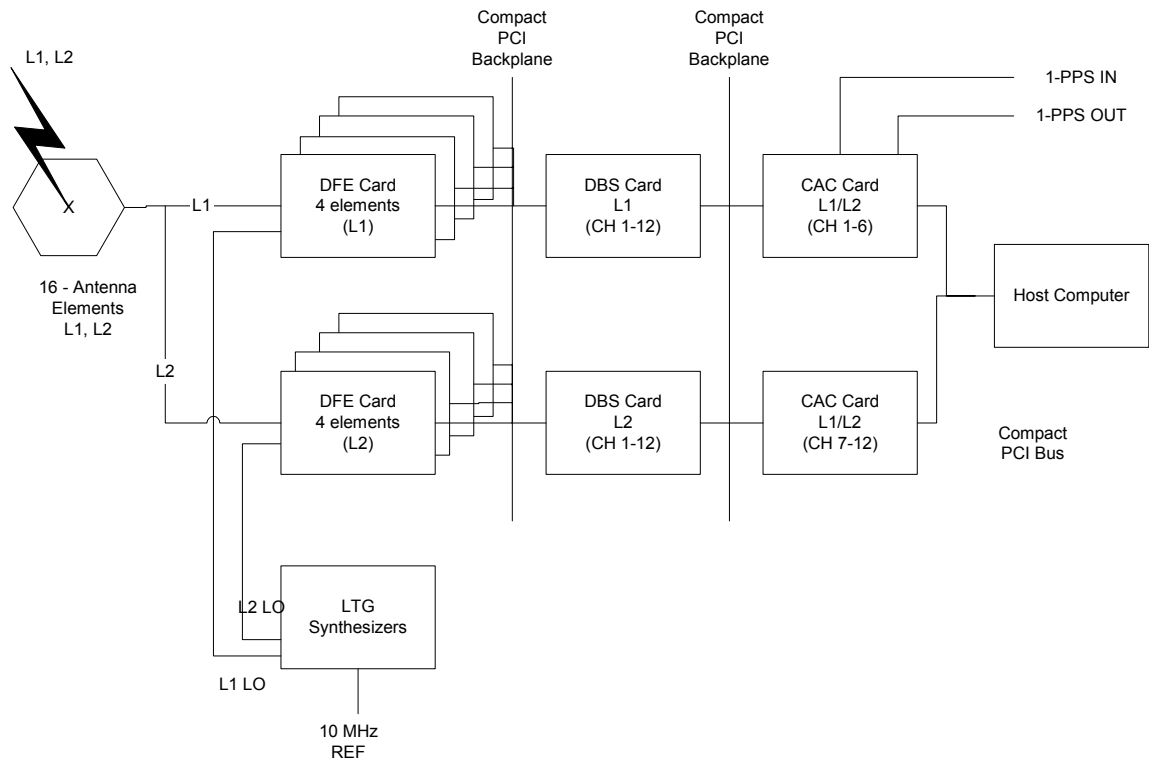 L1, L2
Compact
PCI
Backplane
Compact
PCI
Backplane
1-PPS IN
1-PPS OUT
X
L1
DFE Card
4 elements
(L1)
DBS Card
L1
(CH 1-12)
CAC Card
L1/L2
(CH 1-6)
16 - Antenna
Elements
L1, L2
Host Computer
L2
DFE Card
4 elements
(L2)
DBS Card
L2
(CH 1-12)
CAC Card
L1/L2
(CH 7-12)
Compact
PCI Bus
L2 LO
LTG
Synthesizers
L1 LO
10 MHz
REF